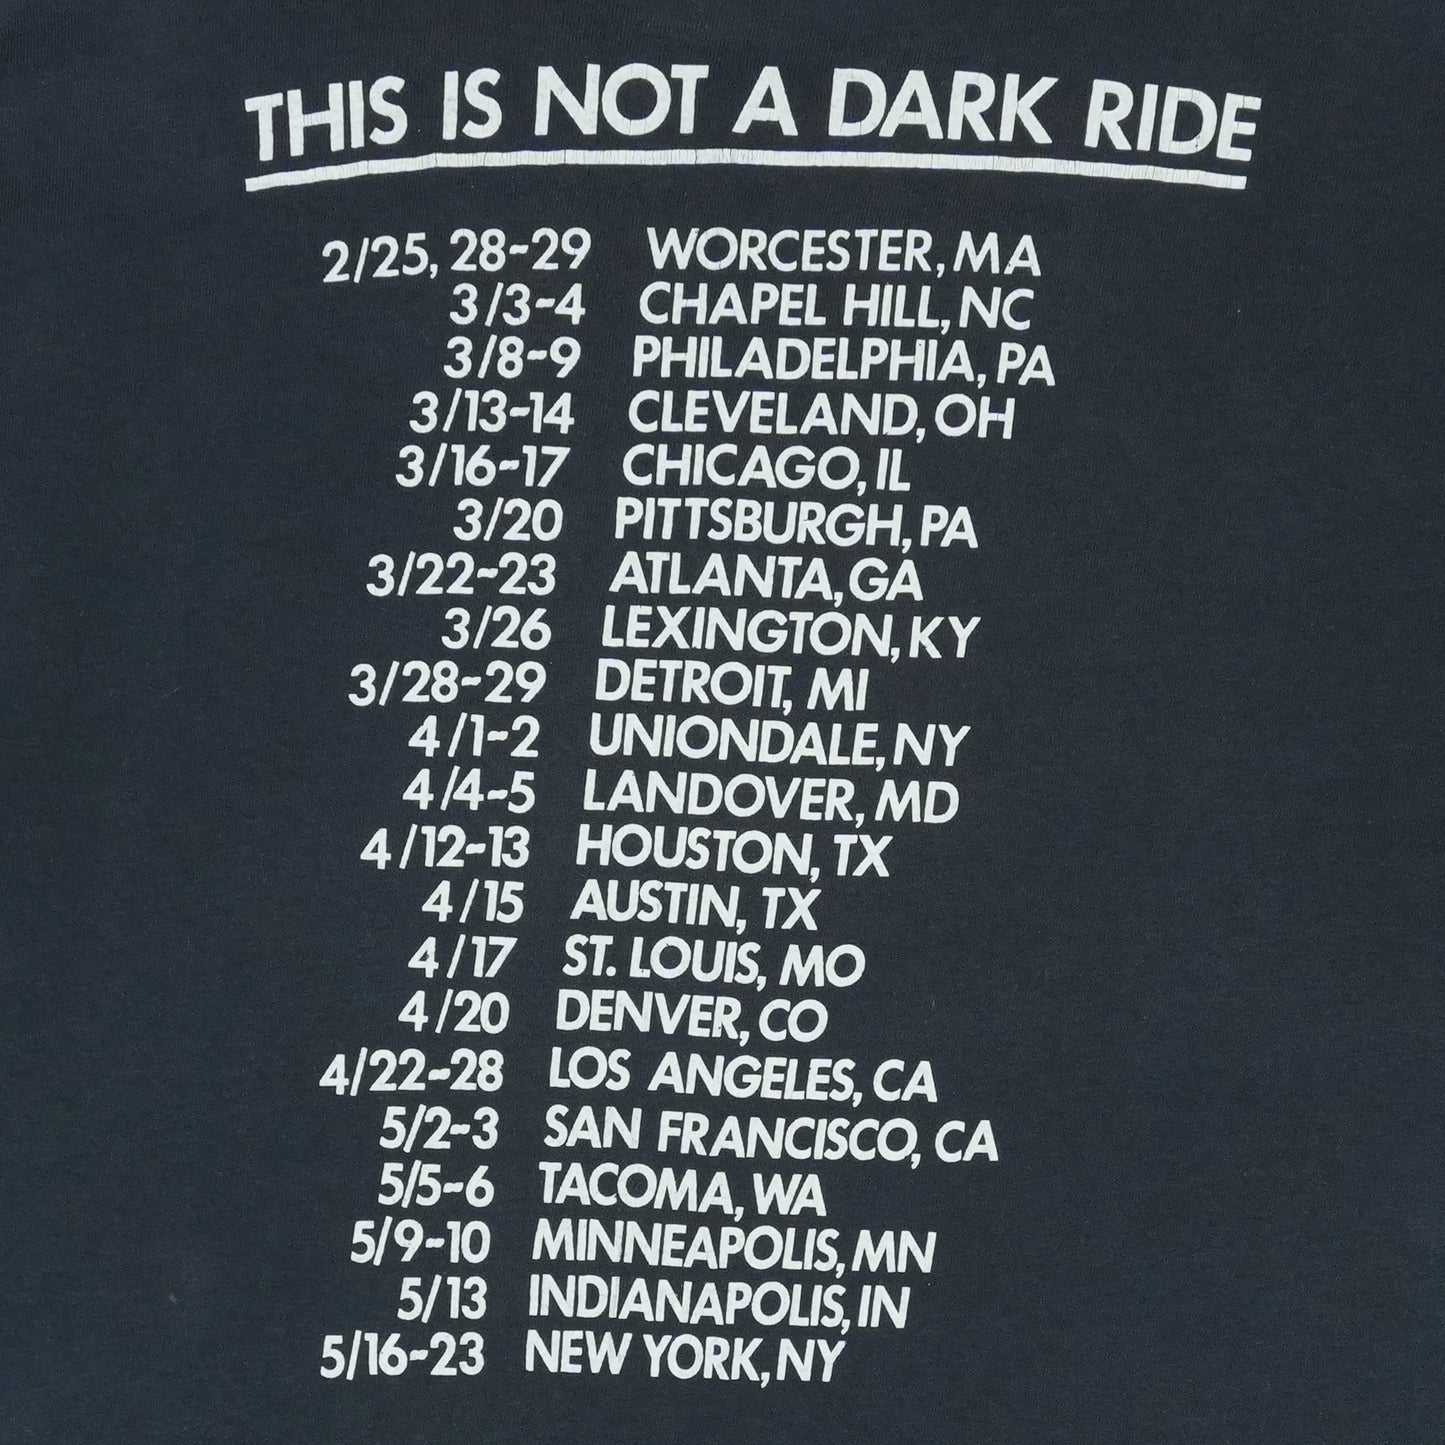 THIS IS NOT A DARK RIDE
2/25, 28-29 WORCESTER, MA
3/3-4 CHAPEL HILL, NC
3/8-9 PHILADELPHIA, PA
3/13-14 CLEVELAND, OH
3/16-17 CHICAGO, IL
3/20 PITTSBURGH, PA
3/22-23 ATLANTA, GA
3/26 LEXINGTON, KY
3/28-29 DETROIT, MI
4/1-2 UNIONDALE, NY
4/4-5 LANDOVER, MD
4/12-13 HOUSTON, TX
4/15 AUSTIN, TX
4/17 ST. LOUIS, MO
4/20 DENVER, CO
4/22-28 LOS ANGELES, CA
5/2-3 SAN FRANCISCO, CA
5/5-6 TACOMA, WA
5/9-10 MINNEAPOLIS, MN
5/13 INDIANAPOLIS, IN
5/16-23 NEW YORK, NY